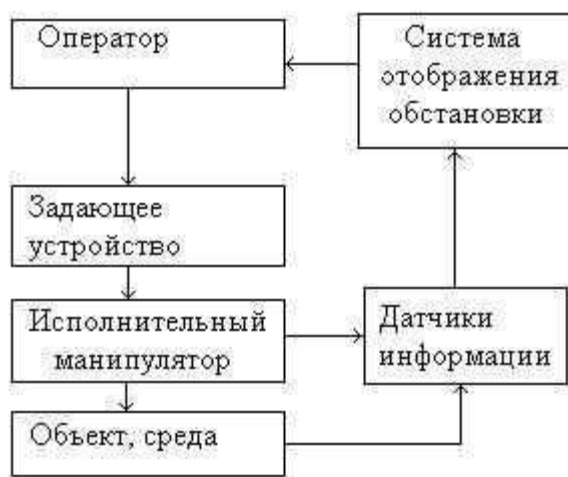 Оператор
Система
отображения
обстановки
Задающее
устройство
Исполнительный
манипулятор
Датчики
информации
Объект, среда